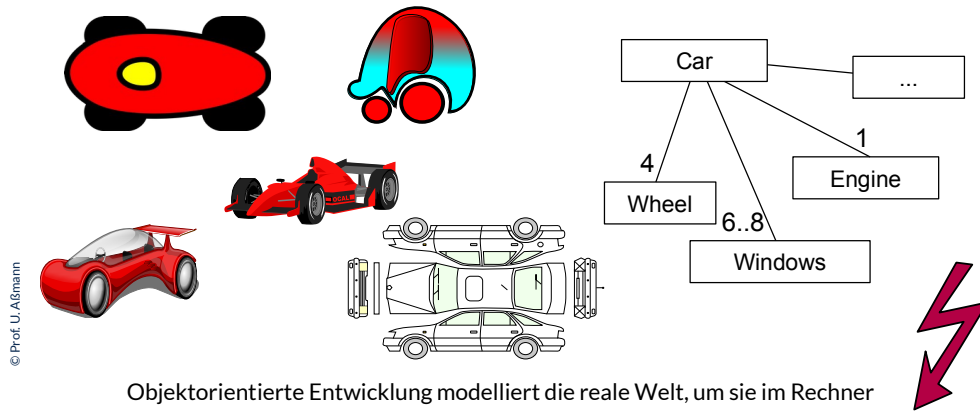 Car
...
4
1
Wheel
Engine
6..8
Windows
OGAL
© Prof. U. Aßmann
Objektorientierte Entwicklung modelliert die reale Welt, um sie im Rechner